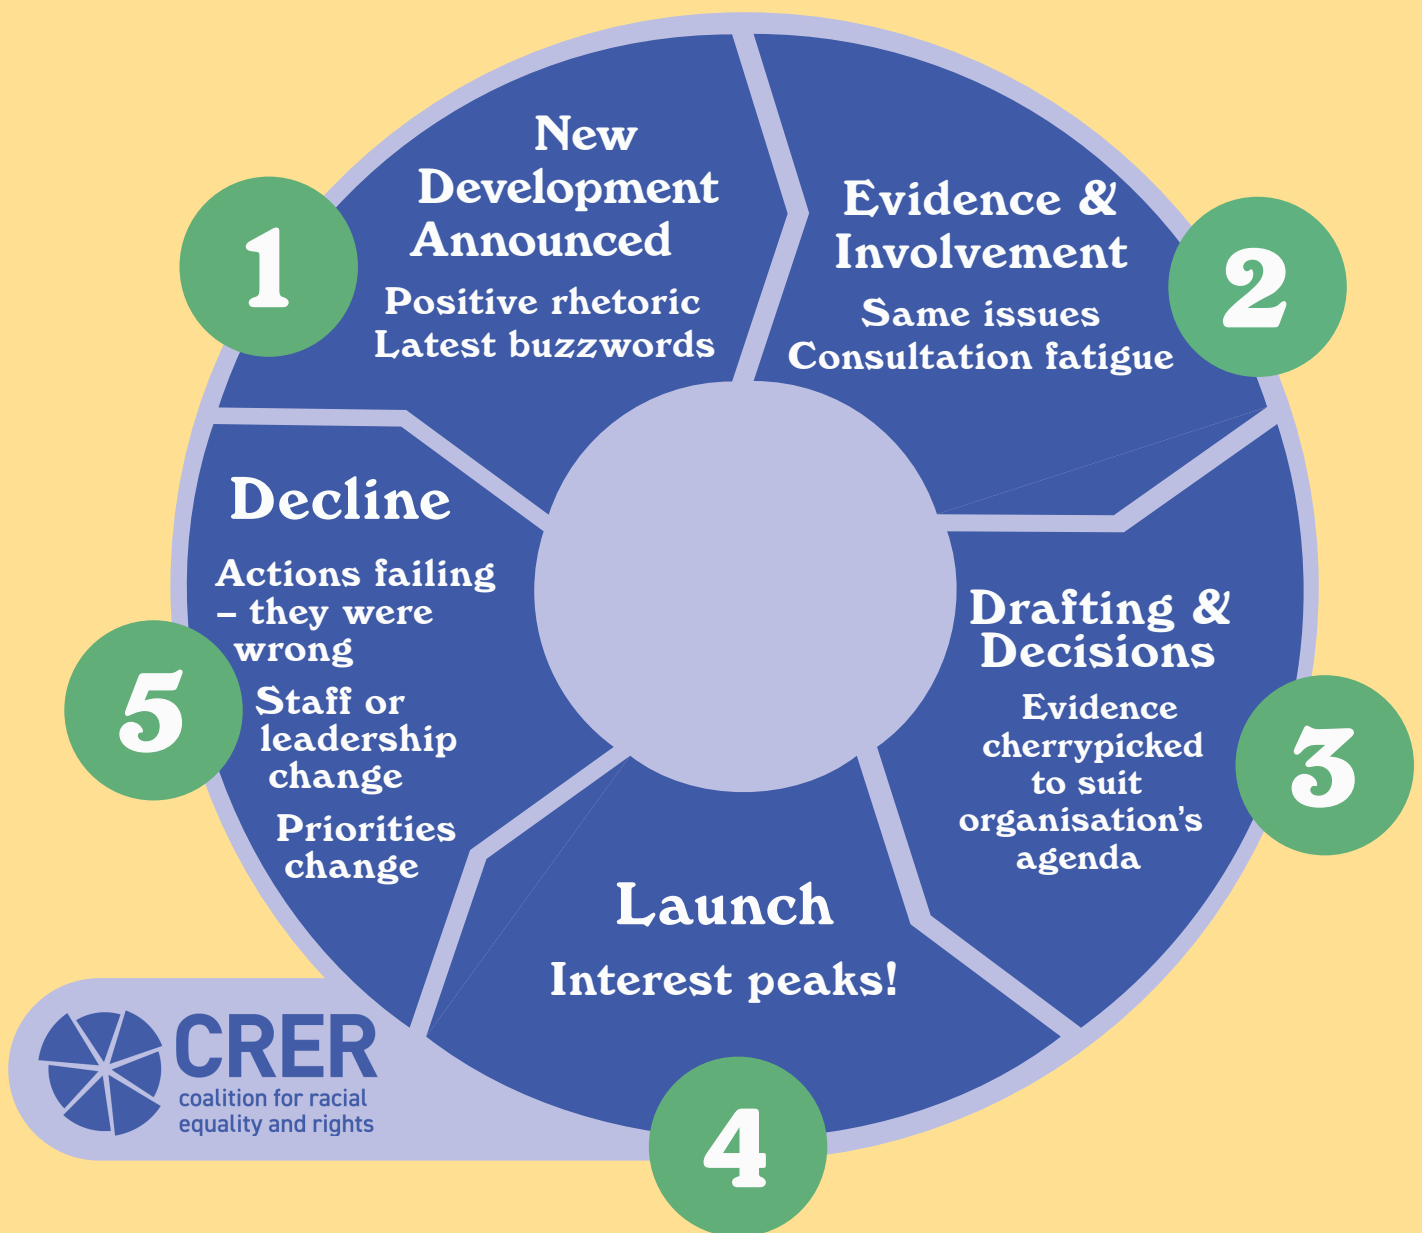 1
New
Development
Announced
Positive rhetoric
Latest buzzwords
2
Evidence &
Involvement
Same issues
Consultation fatigue
3
Drafting &
Decisions
Evidence
cherrypicked
to suit
organisation’s
agenda
4
Launch
Interest peaks!
5
Decline
Actions failing
– they were
wrong
Staff or
leadership
change
Priorities
change
CRER
coalition for racial
equality and rights